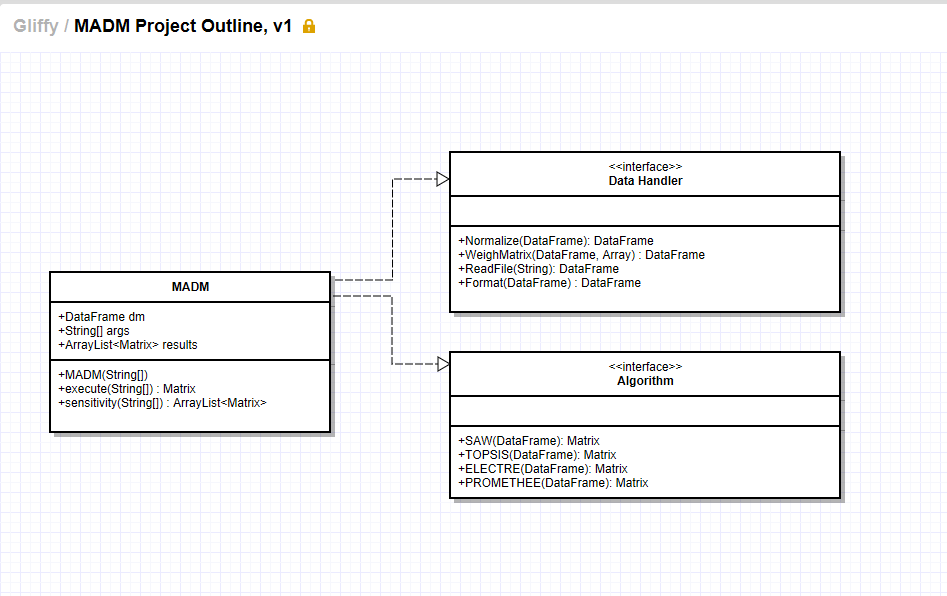 Gliffy / MADM Project Outline, v1
<<interface>>
Data Handler
+Normalize(DataFrame): DataFrame
+WeighMatrix(DataFrame, Array) : DataFrame
+ReadFile(String): DataFrame
+Format(DataFrame) : DataFrame
MADM
+DataFrame dm
+String[] args
+ArrayList<Matrix> results
+MADM(String[])
+execute(String[]) : Matrix
+sensitivity(String[]) : ArrayList<Matrix>
<<interface>>
Algorithm
+SAW(DataFrame): Matrix
+TOPSIS(DataFrame): Matrix
+ELECTRE(DataFrame): Matrix
+PROMETHEE(DataFrame): Matrix